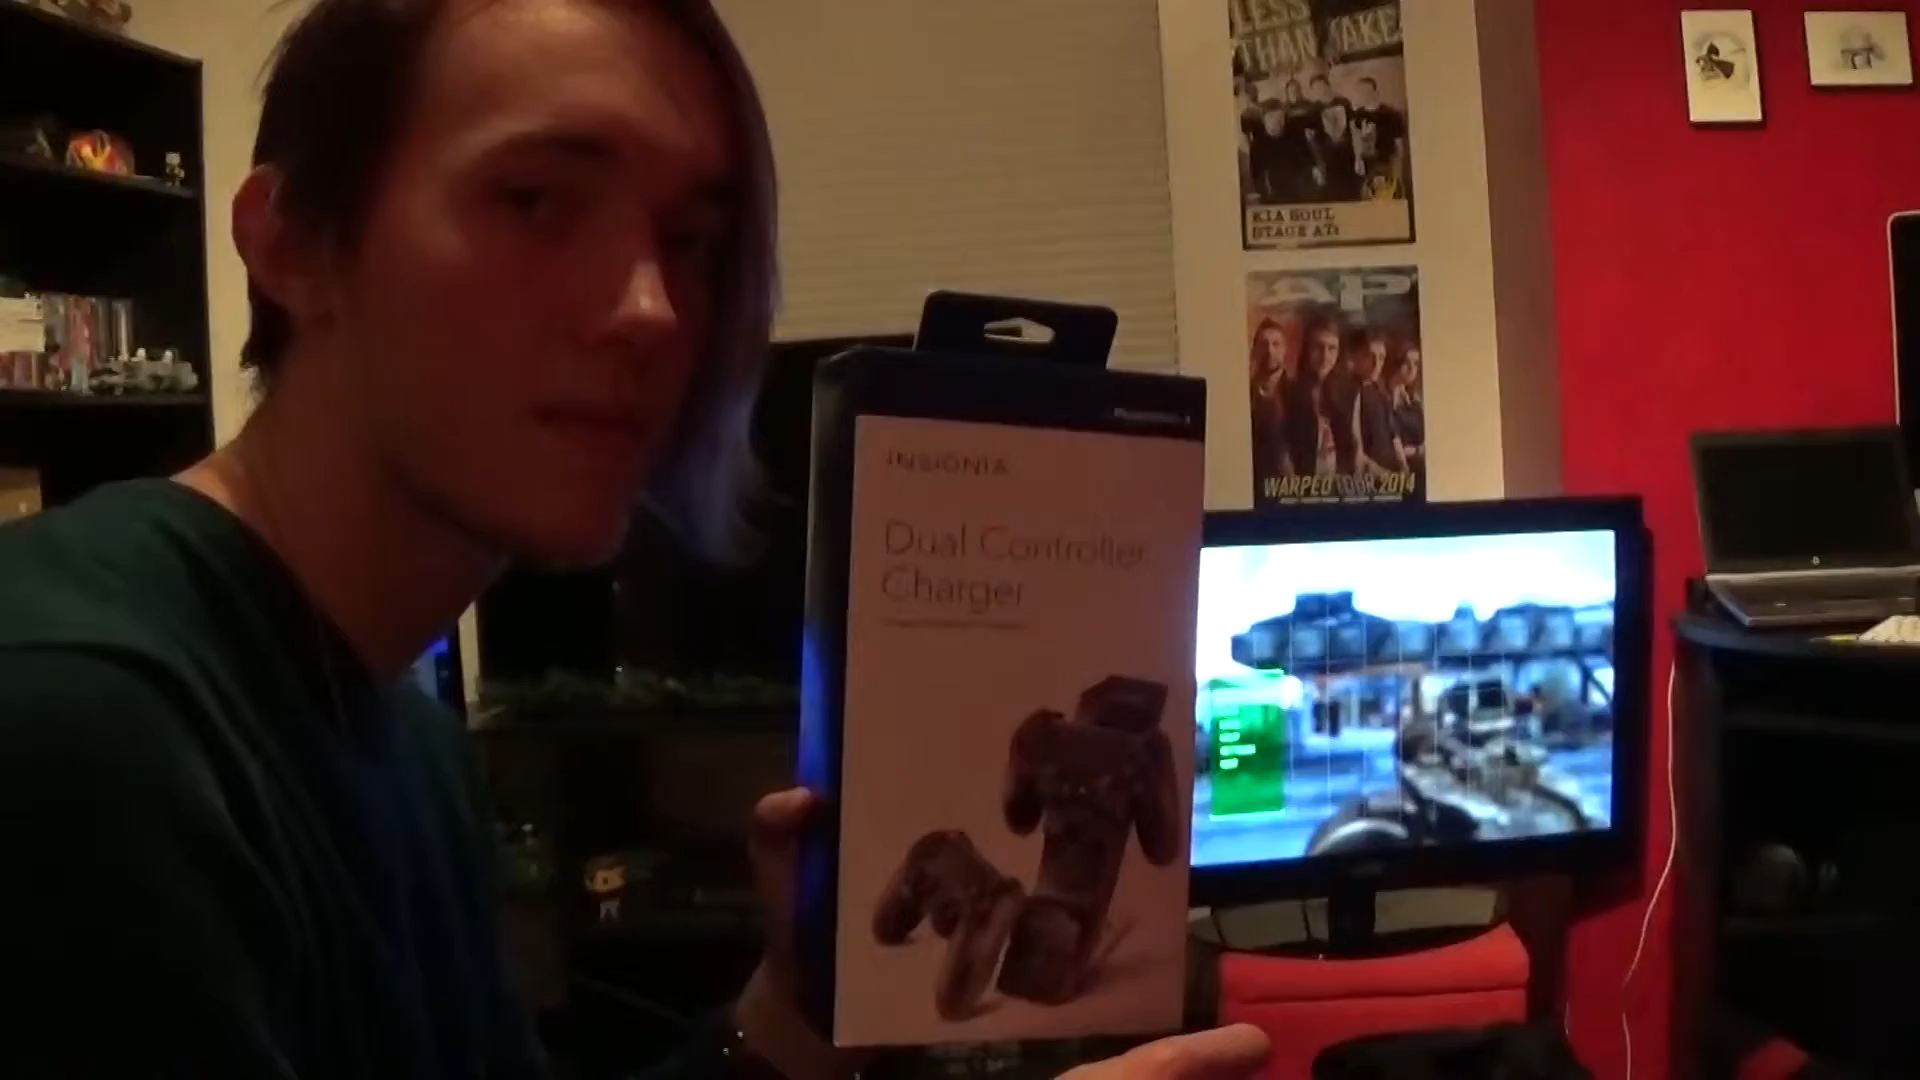 LESS
THAN JAKE
KIA SOUL
STAGE AT:
AP
WARPED TOUR 2014
INSIGNIA
Dual Controller
Charger